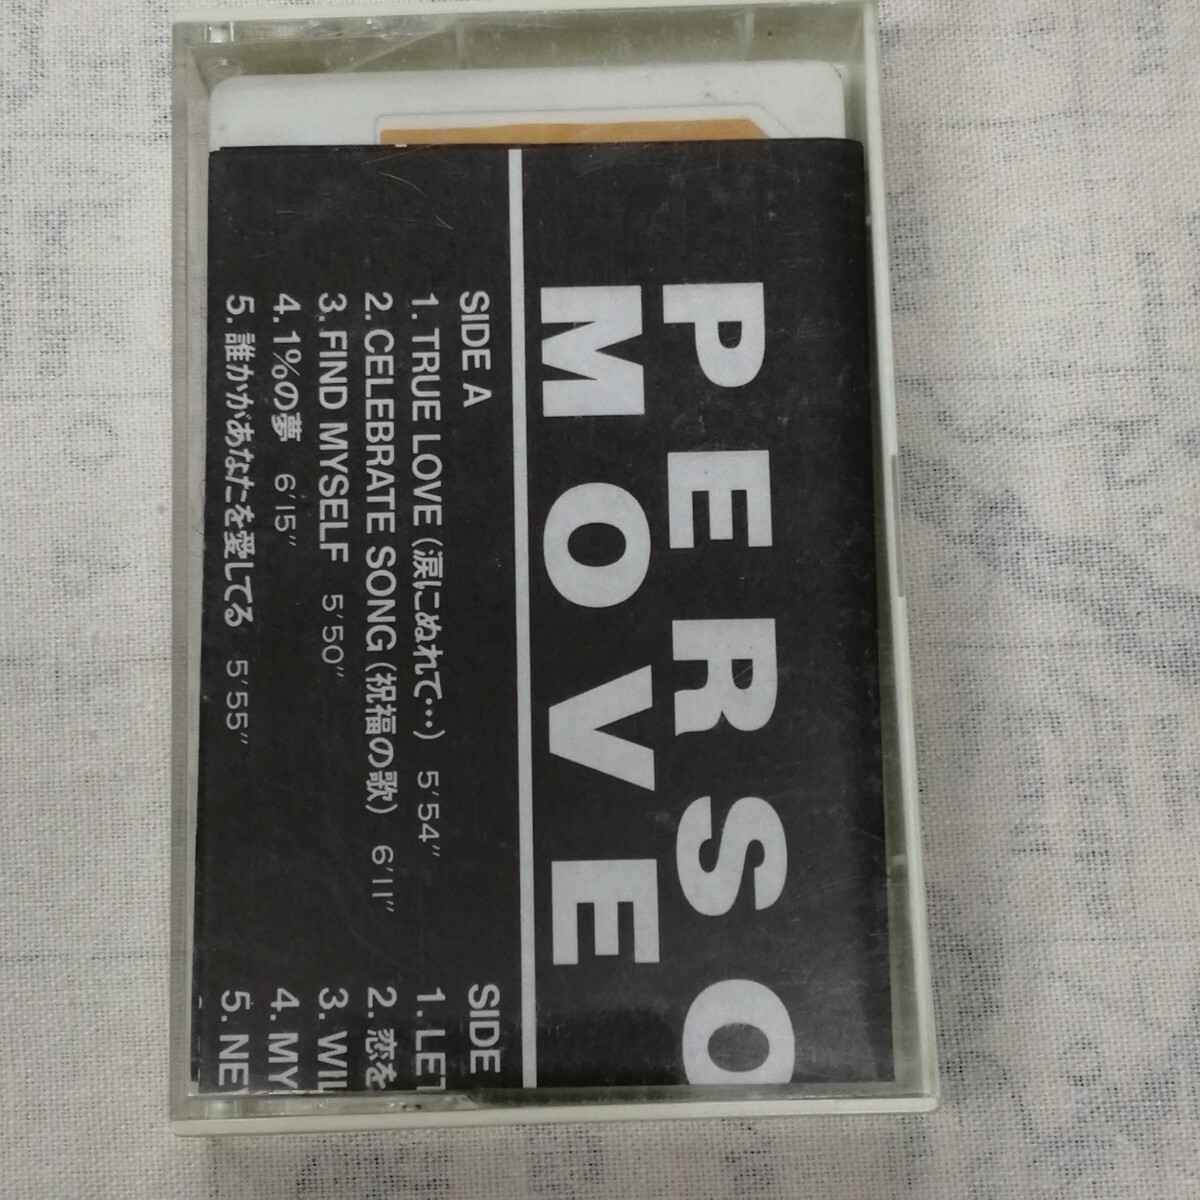 PERSO
MOVE
SIDE A
1. TRUE LOVE (涙にぬれて…) 5'54"
2. CELEBRATE SONG (祝福の歌) 6'11"
3. FIND MYSELF 5'50"
4. 1%の夢 6'15"
5. 誰かがあなたを愛してる 5'55"
SIDE
1. LET
2. 恋を
3. WIL
4. MY
5. NE